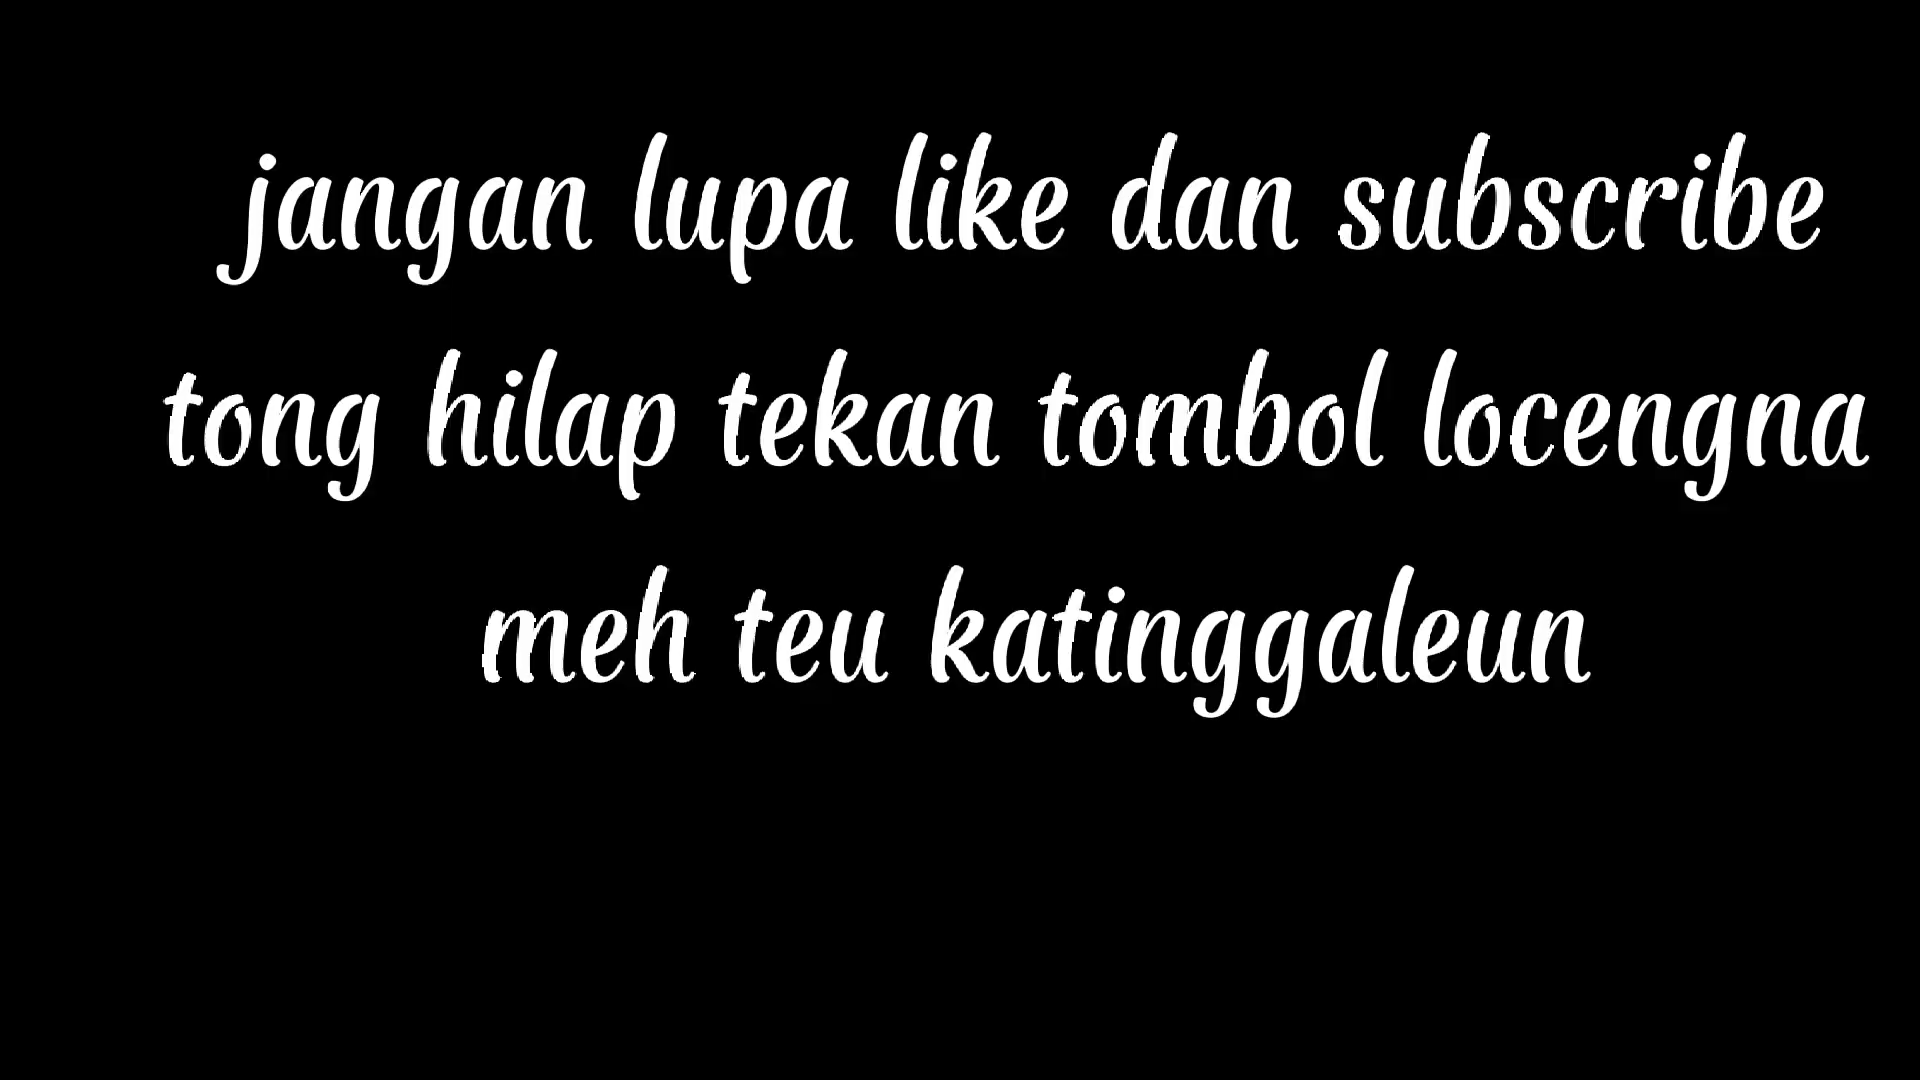 jangan lupa like dan subscribe
tong hilap tekan tombol locengna
meh teu katinggaleun